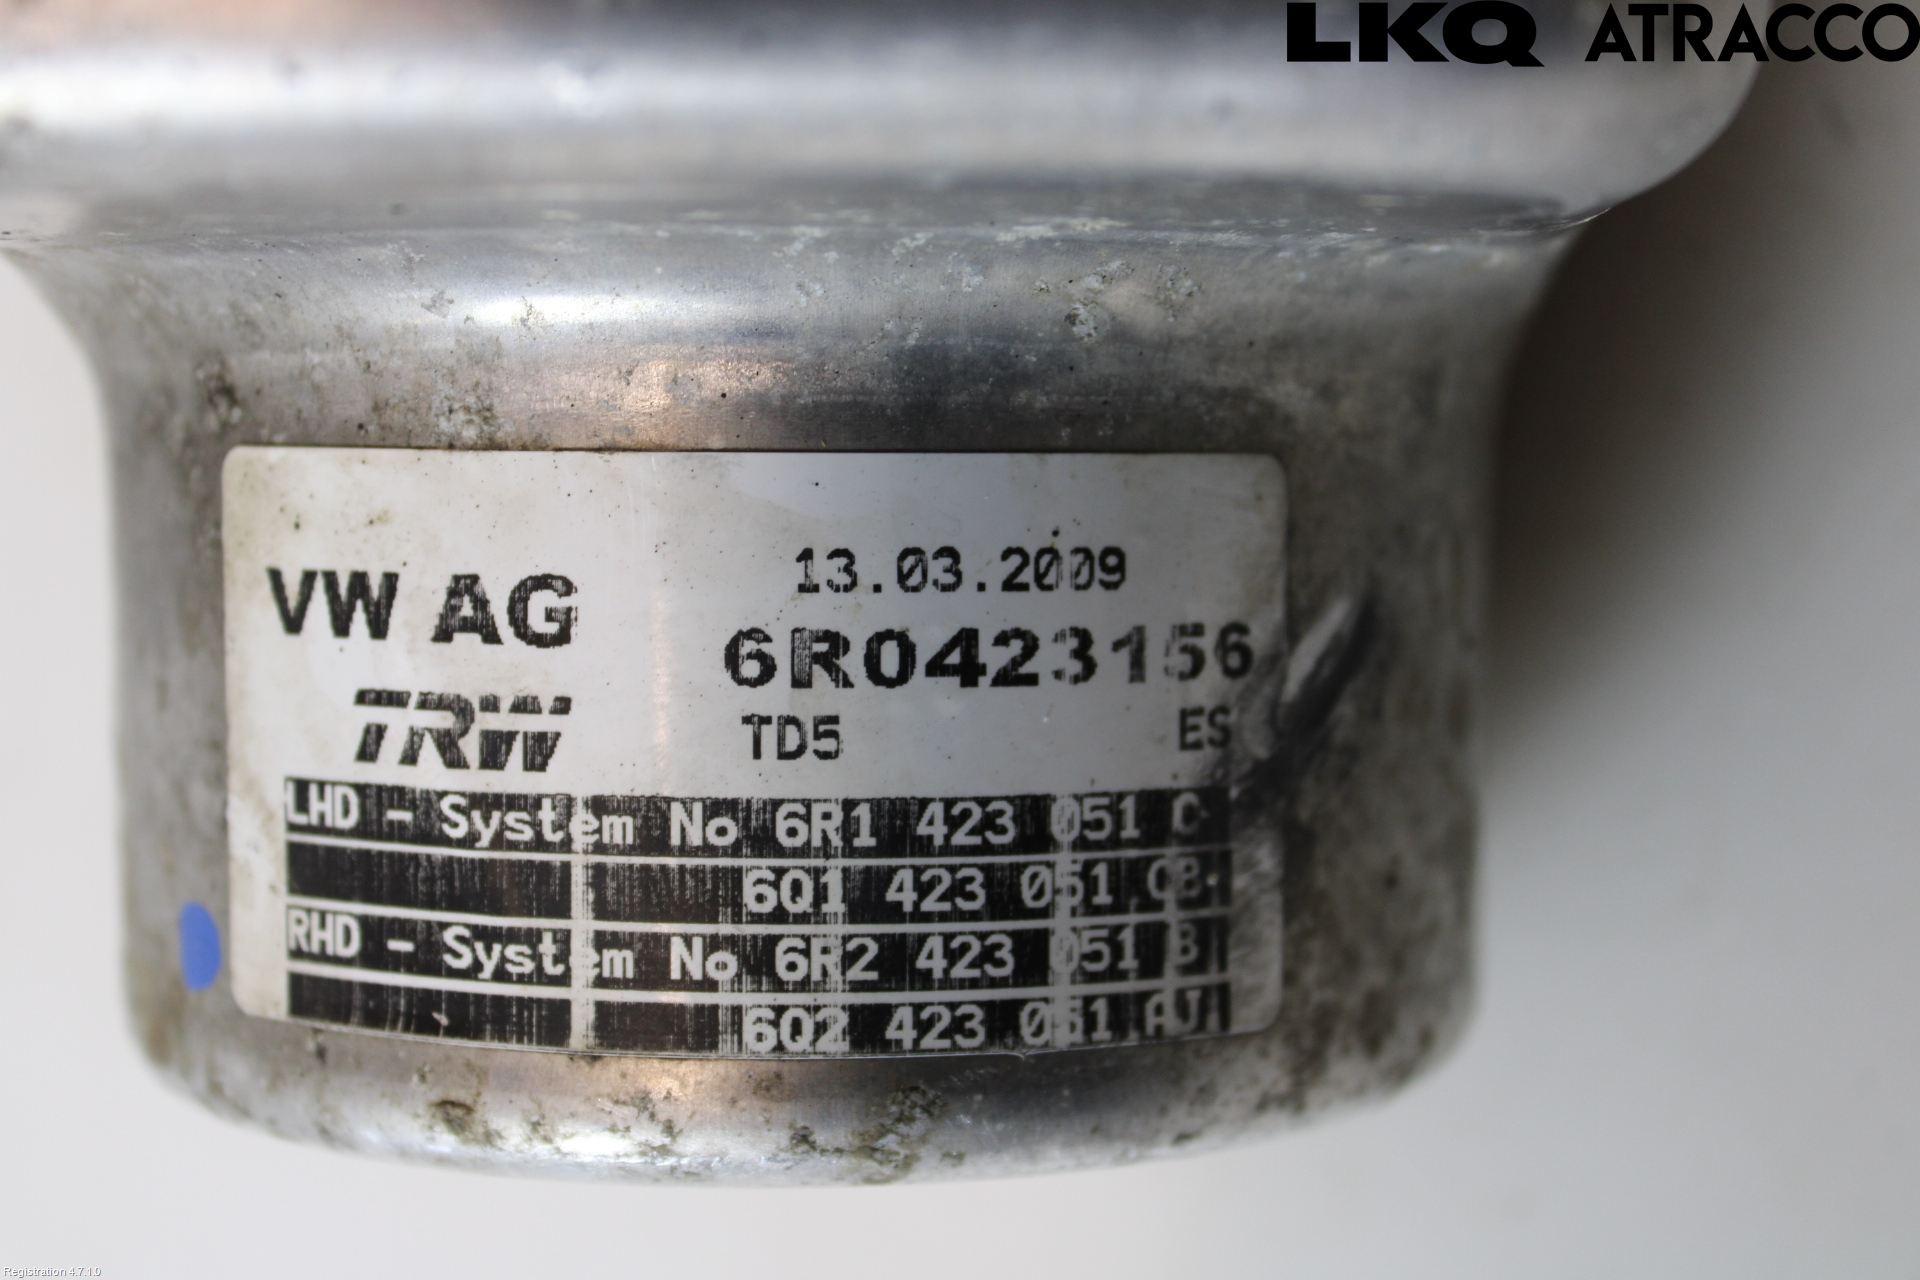 LKQ ATRACCO
13.03.2009
VW AG
6R0423156
TRW
TD5 ES
LHD - System No 6R1 423 051 C
6Q1 423 051 CB
RHD - System No 6R2 423 051 B
6Q2 423 051 AJ
Registration 4.7.1.0